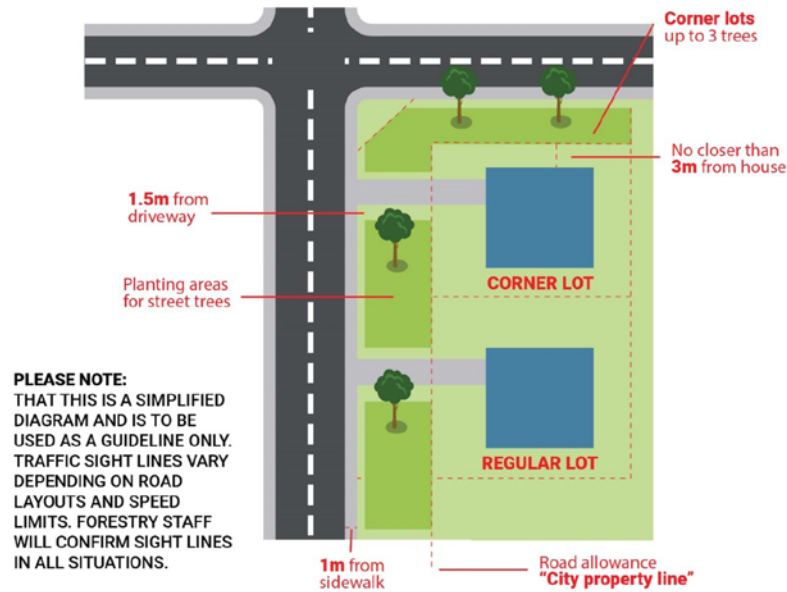 Corner lots
up to 3 trees
No closer than
3m from house
1.5m from
driveway
Planting areas
for street trees
CORNER LOT
PLEASE NOTE:
THAT THIS IS A SIMPLIFIED
DIAGRAM AND IS TO BE
USED AS A GUIDELINE ONLY.
TRAFFIC SIGHT LINES VARY
DEPENDING ON ROAD
LAYOUTS AND SPEED
LIMITS. FORESTRY STAFF
WILL CONFIRM SIGHT LINES
IN ALL SITUATIONS.
REGULAR LOT
1m from
sidewalk
Road allowance
"City property line"